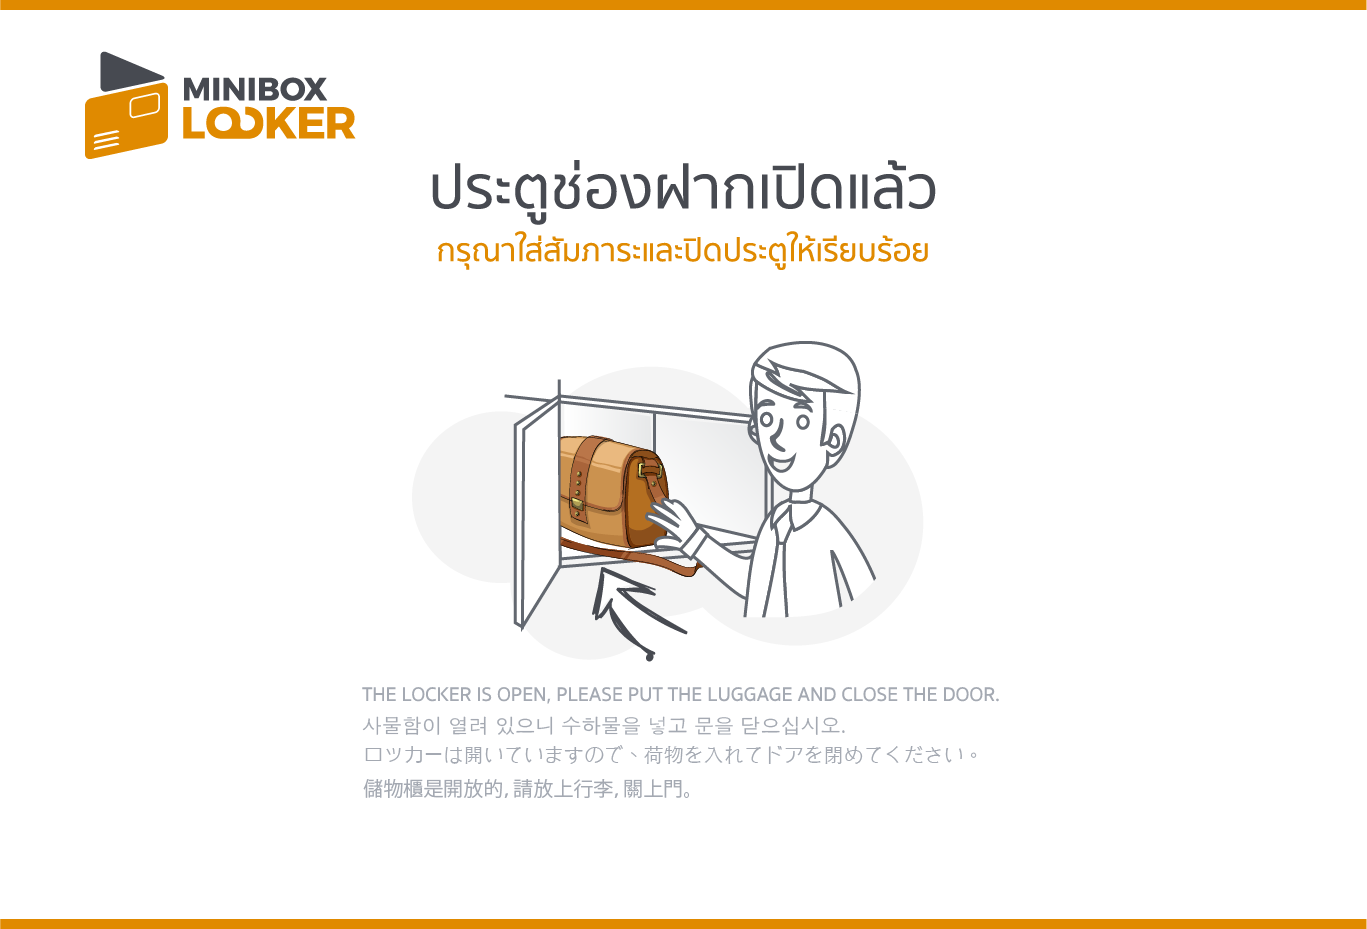 MINIBOX
LOOKER
ประตูช่องฝากเปิดแล้ว
กรุณาใส่สัมภาระและปิดประตูให้เรียบร้อย
THE LOCKER IS OPEN, PLEASE PUT THE LUGGAGE AND CLOSE THE DOOR.
사물함이 열려 있으니 수하물을 넣고 문을 닫으십시오.
ロツカーは開いていますので、荷物を入れてドアを閉めてください。
儲物櫃是開放的, 請放上行李, 關上門。